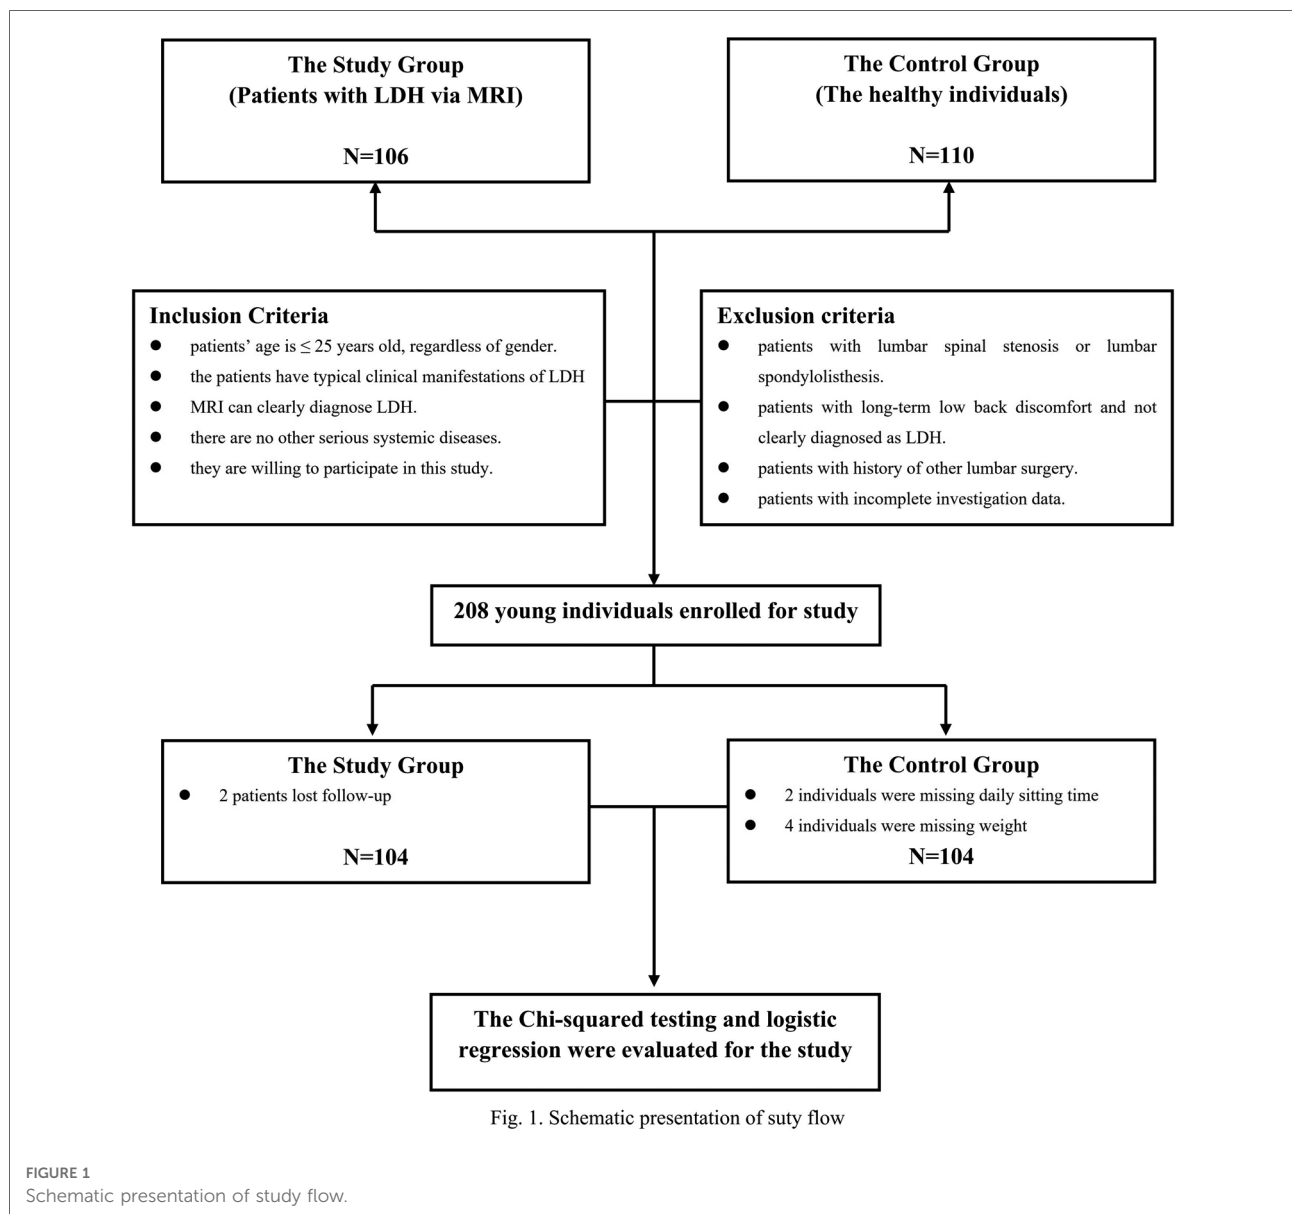 The Study Group
(Patients with LDH via MRI)
N=106
The Control Group
(The healthy individuals)
N=110
Inclusion Criteria
● patients’ age is ≤ 25 years old, regardless of gender.
● the patients have typical clinical manifestations of LDH
● MRI can clearly diagnose LDH.
● there are no other serious systemic diseases.
● they are willing to participate in this study.
Exclusion criteria
● patients with lumbar spinal stenosis or lumbar
spondylolisthesis.
● patients with long-term low back discomfort and not
clearly diagnosed as LDH.
● patients with history of other lumbar surgery.
● patients with incomplete investigation data.
208 young individuals enrolled for study
The Study Group
● 2 patients lost follow-up
N=104
The Control Group
● 2 individuals were missing daily sitting time
● 4 individuals were missing weight
N=104
The Chi-squared testing and logistic
regression were evaluated for the study
Fig. 1. Schematic presentation of suty flow
FIGURE 1
Schematic presentation of study flow.